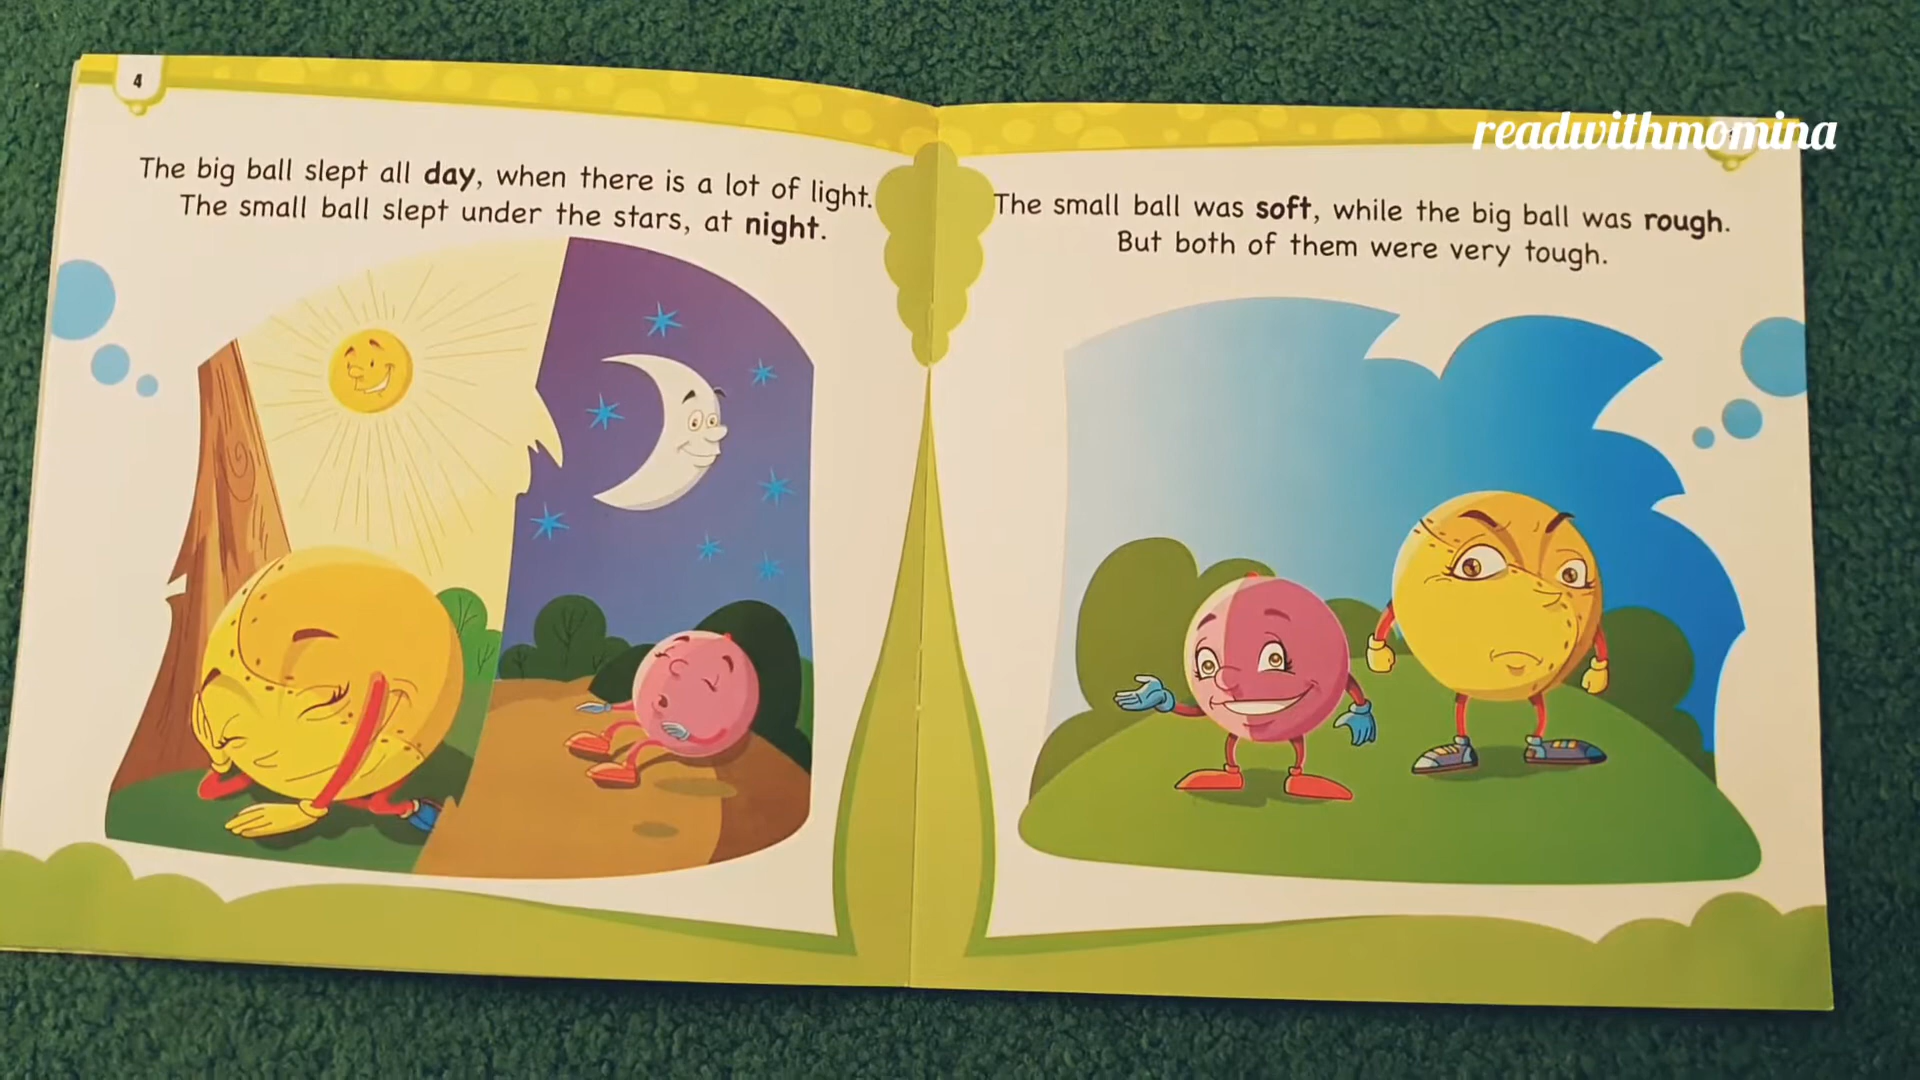 4
The big ball slept all day, when there is a lot of light.
The small ball slept under the stars, at night.
readwithmomina
The small ball was soft, while the big ball was rough.
But both of them were very tough.